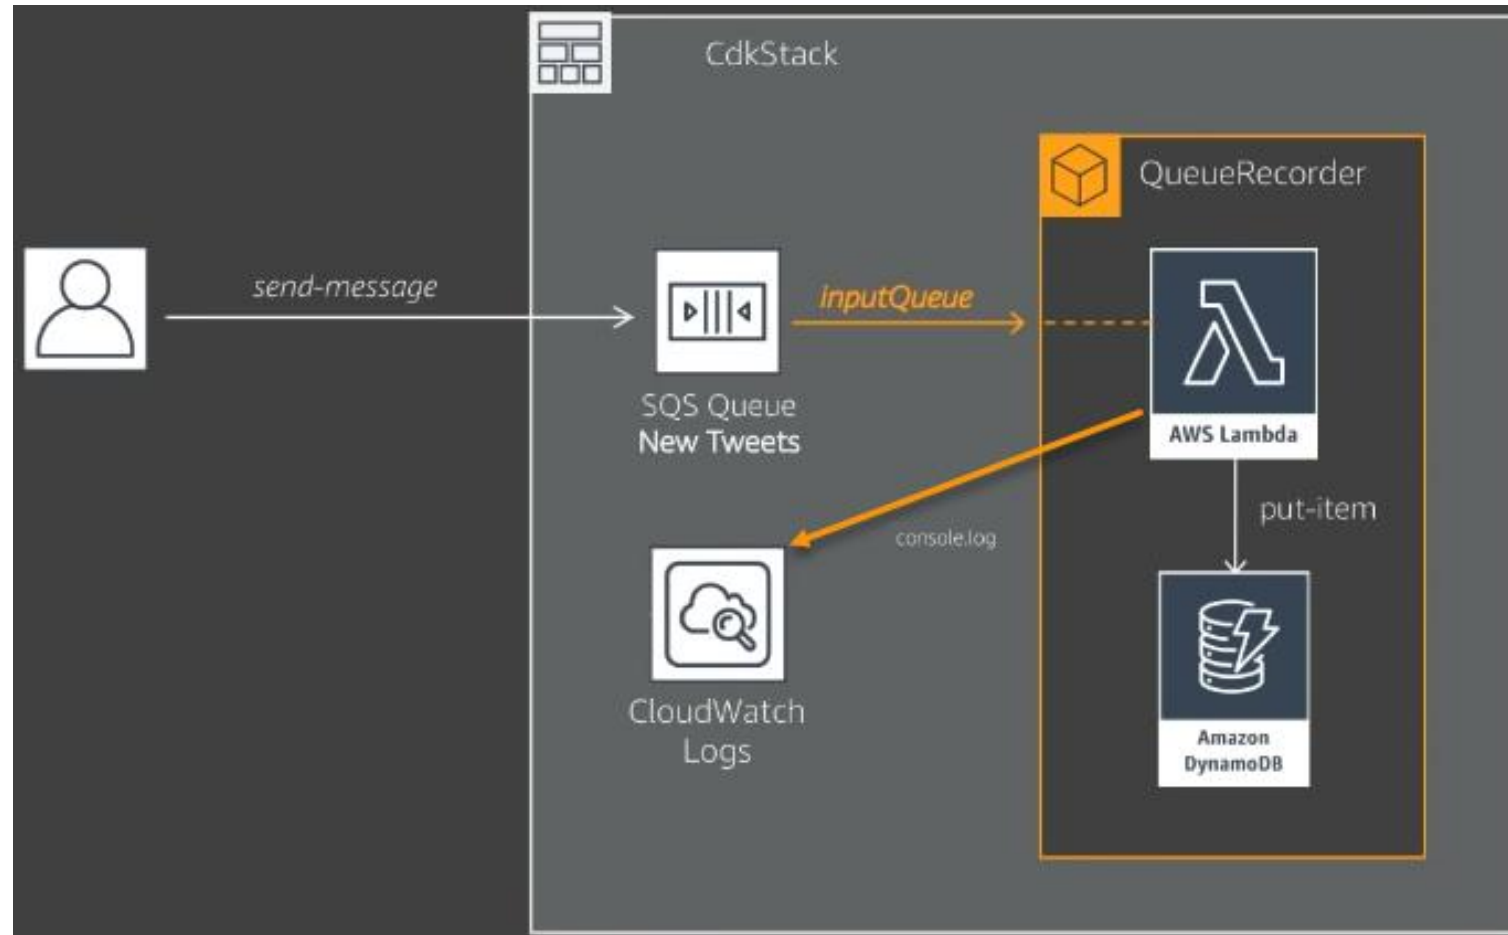 CdkStack
QueueRecorder
send-message
inputQueue
SQS Queue
New Tweets
AWS Lambda
put-item
console.log
CloudWatch
Logs
Amazon
DynamoDB